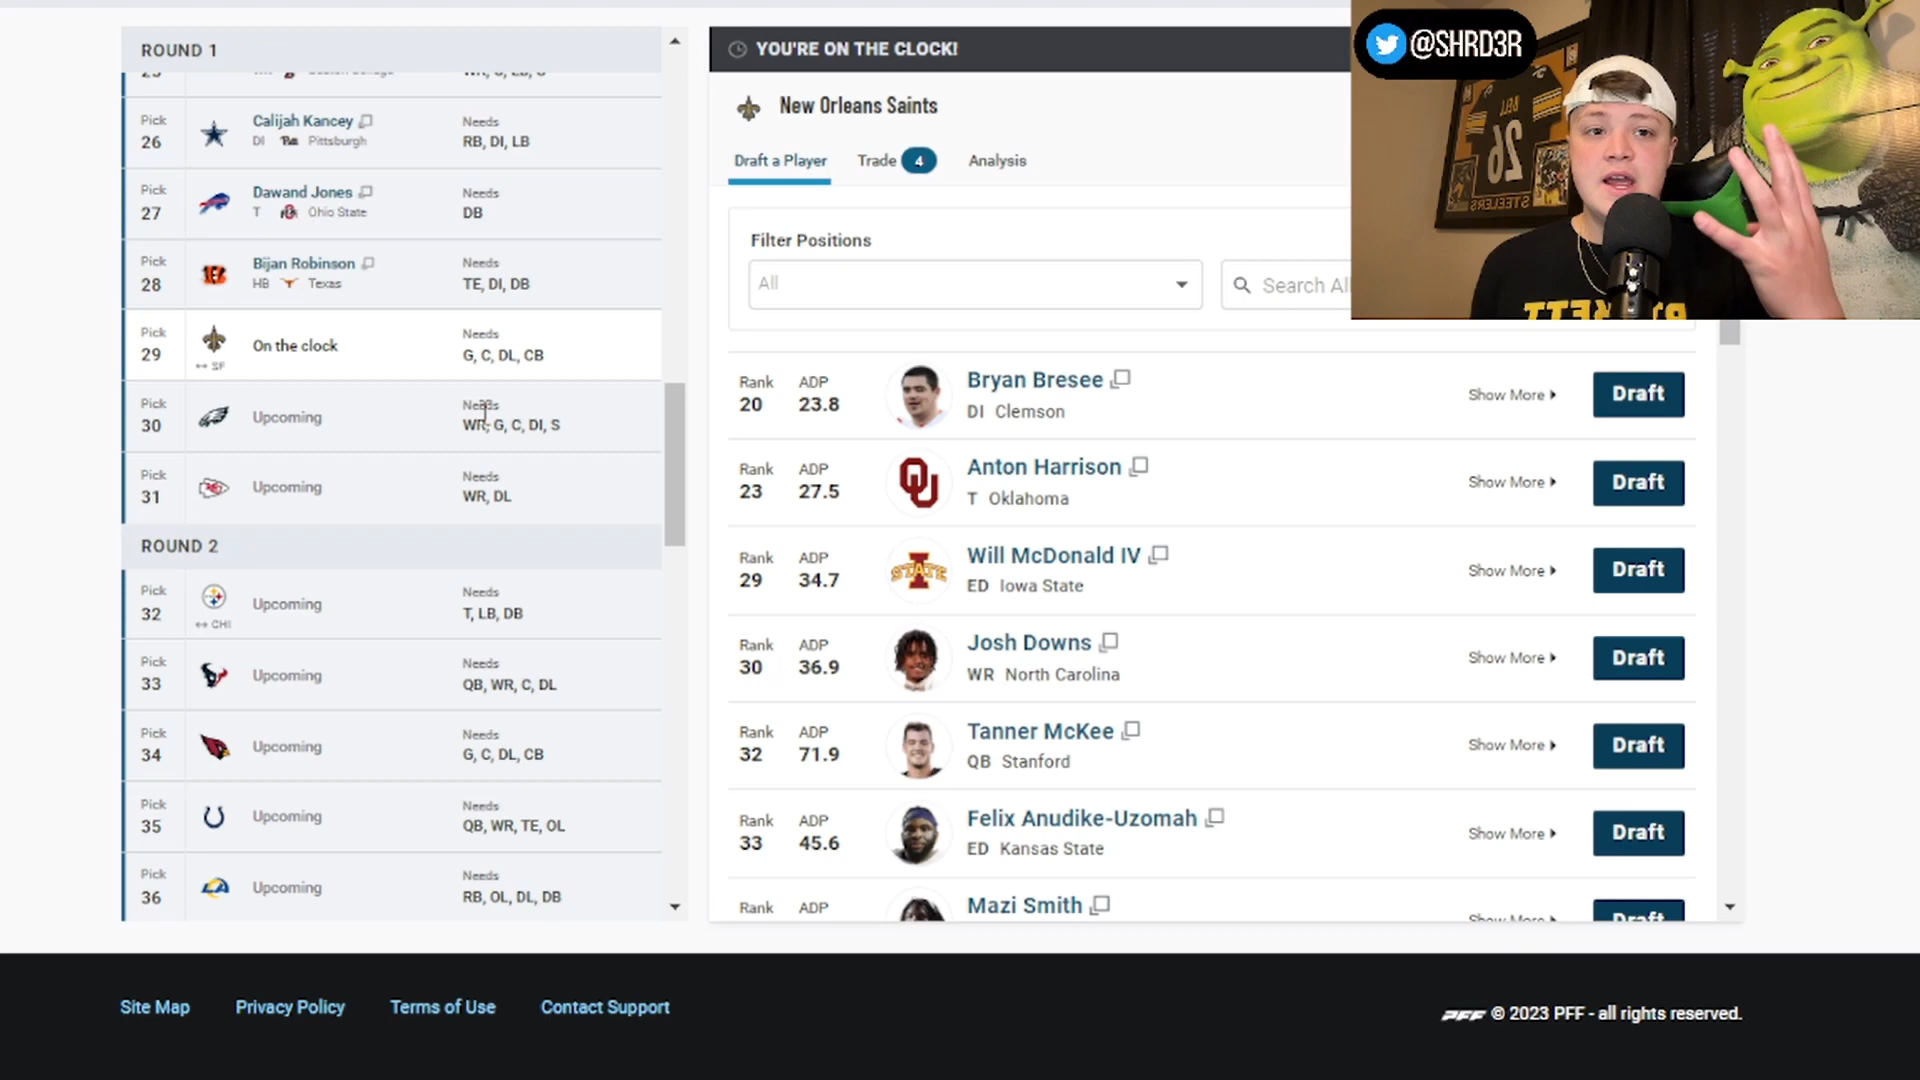 ROUND 1
Pick
26
Calijah Kancey
DI Pittsburgh
Needs
RB, DI, LB
Pick
27
Dawand Jones
T Ohio State
Needs
DB
Pick
28
Bijan Robinson
HB Texas
Needs
TE, DI, DB
Pick
29
↔ SF
On the clock
Needs
G, C, DL, CB
Pick
30
Upcoming
Needs
WR, G, C, DI, S
Pick
31
Upcoming
Needs
WR, DL
ROUND 2
Pick
32
↔ CHI
Upcoming
Needs
T, LB, DB
Pick
33
Upcoming
Needs
QB, WR, C, DL
Pick
34
Upcoming
Needs
G, C, DL, CB
Pick
35
Upcoming
Needs
QB, WR, TE, OL
Pick
36
Upcoming
Needs
RB, OL, DL, DB
YOU'RE ON THE CLOCK!
New Orleans Saints
Draft a Player Trade 4 Analysis
Filter Positions
All
Search All
Rank ADP
20 23.8
Bryan Bresee
DI Clemson
Show More
Draft
Rank ADP
23 27.5
OU
Anton Harrison
T Oklahoma
Show More
Draft
Rank ADP
29 34.7
STATE
Will McDonald IV
ED Iowa State
Show More
Draft
Rank ADP
30 36.9
Josh Downs
WR North Carolina
Show More
Draft
Rank ADP
32 71.9
Tanner McKee
QB Stanford
Show More
Draft
Rank ADP
33 45.6
Felix Anudike-Uzomah
ED Kansas State
Show More
Draft
Rank ADP
Mazi Smith
Show More
Draft
@SHRD3R
BELL
26
STEELERS
Site Map Privacy Policy Terms of Use Contact Support
PFF © 2023 PFF - all rights reserved.